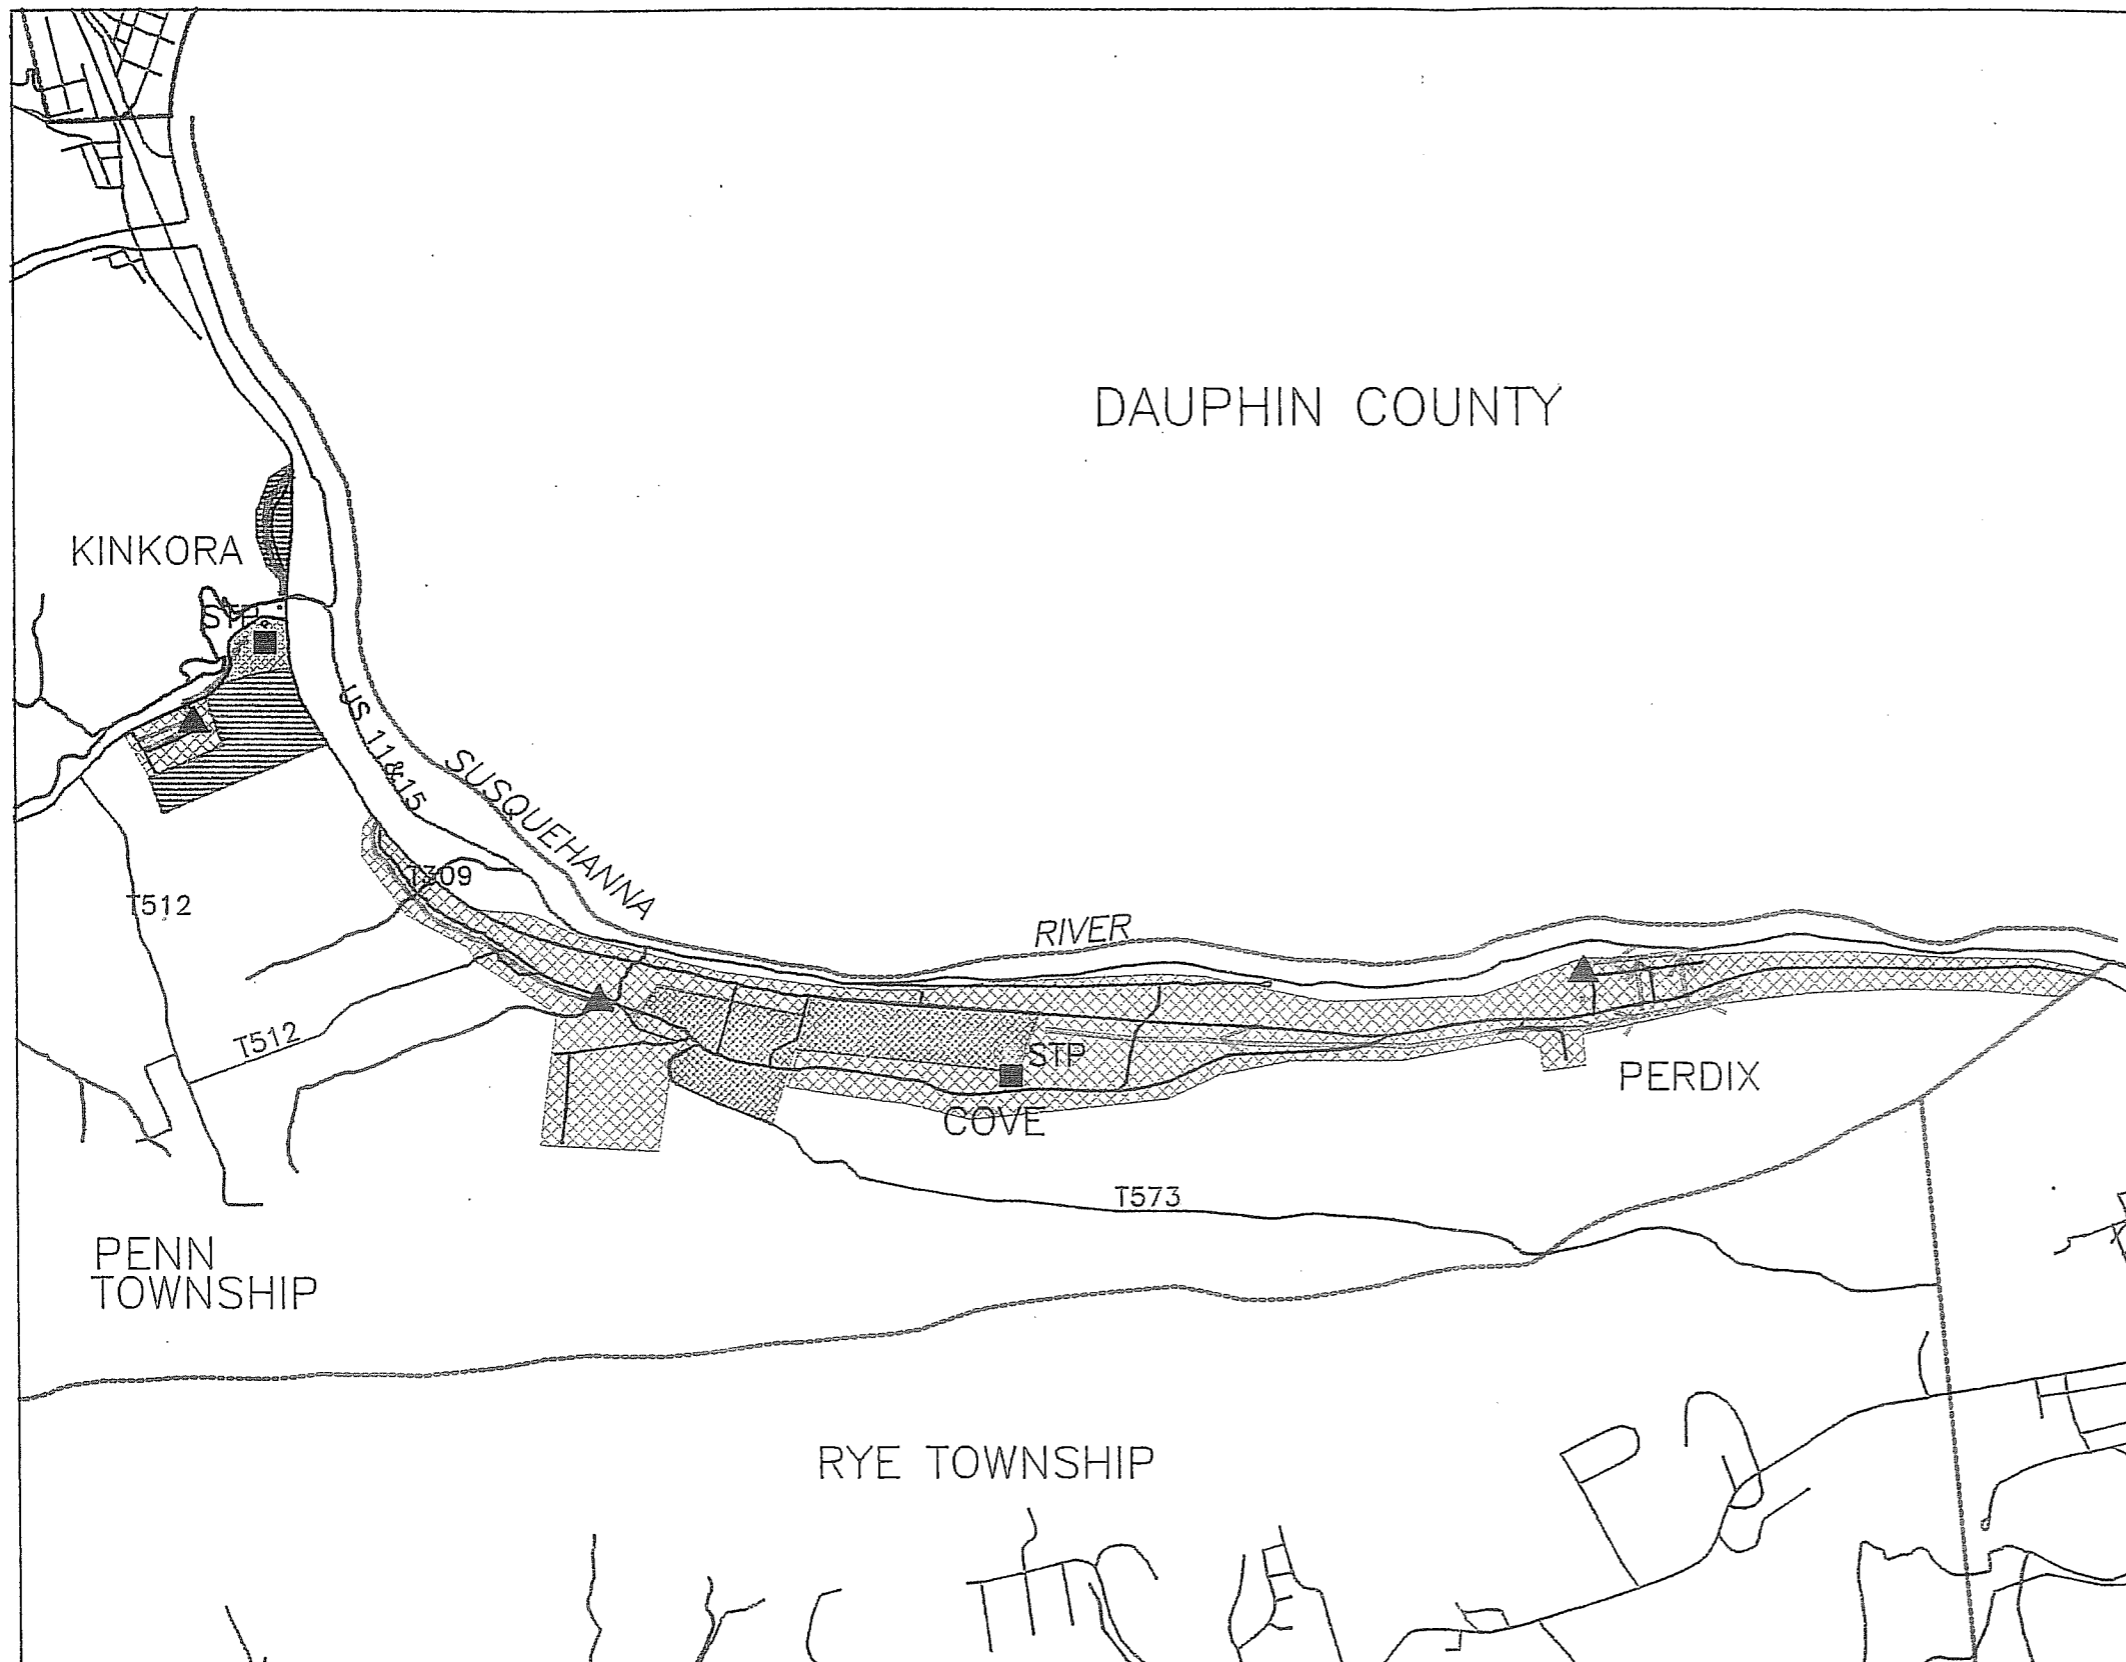 DAUPHIN COUNTY
KINKORA
STP
US 11&15
SUSQUEHANNA
T309
T512
RIVER
T512
STP
PERDIX
COVE
T573
PENN
TOWNSHIP
RYE TOWNSHIP